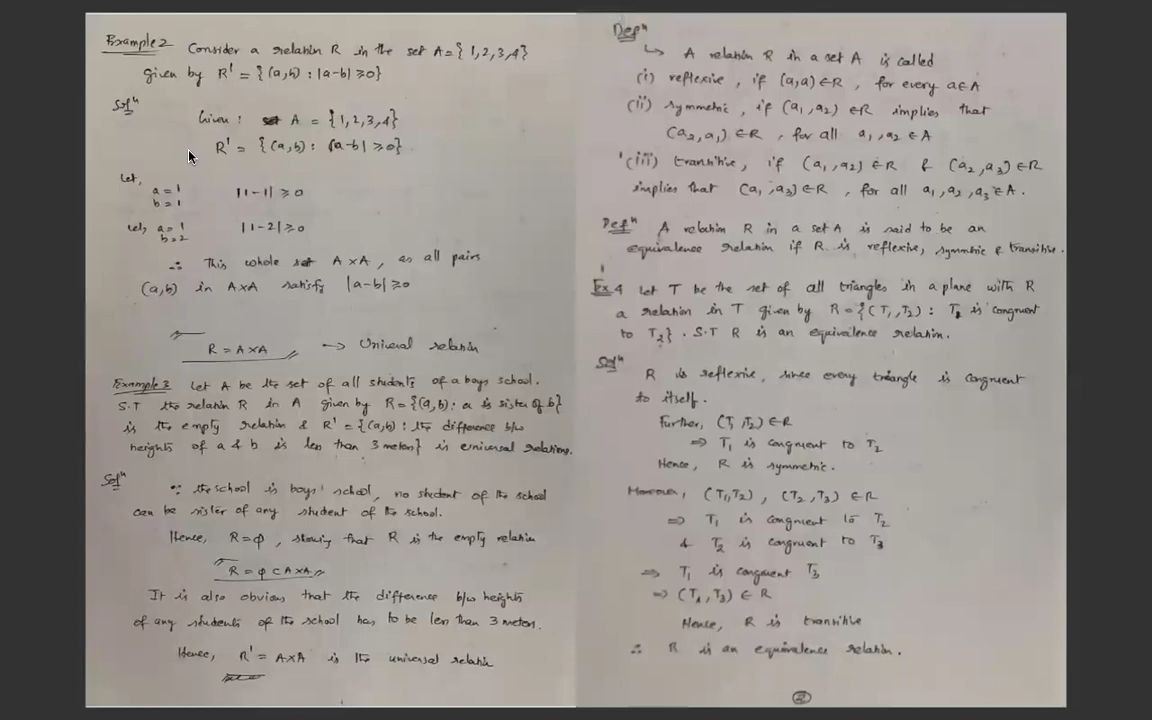 Example 2 Consider a relation R in the set A = { 1,2,3,4}
given by R' = {(a,b) : |a-b| ≥0}
Solⁿ
Given : A = {1,2,3,4}
R' = {(a,b) : |a-b| ≥0}
Let,
a = 1
b = 1 |1-1| ≥ 0
Let, a = 1
b = 2 |1-2| ≥ 0
∴ This whole set A×A, as all pairs
(a,b) in A×A satisfy |a-b| ≥0
R = A×A → Universal relation
Example 3 Let A be the set of all students of a boys school.
S.T the relation R in A given by R = {(a,b): a is sister of b}
is the empty relation & R' = {(a,b) : the difference b/w
heights of a & b is less than 3 meters} is universal relation.
Solⁿ
∵ the school is boys' school, no student of the school
can be sister of any student of the school.
Hence, R=ϕ, showing that R is the empty relation
R = ϕ ⊂ A×A
It is also obvious that the difference b/w heights
of any students of the school has to be less than 3 meters.
Hence, R' = A×A is the universal relation
Defⁿ
↳ A relation R in a set A is called
(i) reflexive, if (a,a) ∈R, for every a∈A
(ii) symmetric, if (a₁,a₂) ∈R implies that
(a₂,a₁) ∈R, for all a₁,a₂ ∈ A
(iii) transitive, if (a₁,a₂) ∈ R & (a₂,a₃) ∈R
implies that (a₁,a₃)∈R, for all a₁,a₂,a₃ ∈ A.
Defⁿ A relation R in a set A is said to be an
equivalence relation if R is reflexive, symmetric & transitive.
Ex 4 Let T be the set of all triangles in a plane with R
a relation in T given by R = {(T₁,T₂) : T₁ is congruent
to T₂}. S.T R is an equivalence relation.
Solⁿ
R is reflexive, since every triangle is congruent
to itself.
Further, (T₁,T₂) ∈R
⇒ T₁ is congruent to T₂
Hence, R is symmetric.
Moreover, (T₁,T₂), (T₂,T₃) ∈R
⇒ T₁ is congruent to T₂
& T₂ is congruent to T₃
⇒ T₁ is congruent T₃
⇒ (T₁,T₃) ∈ R
Hence, R is transitive
∴ R is an equivalence relation.
2